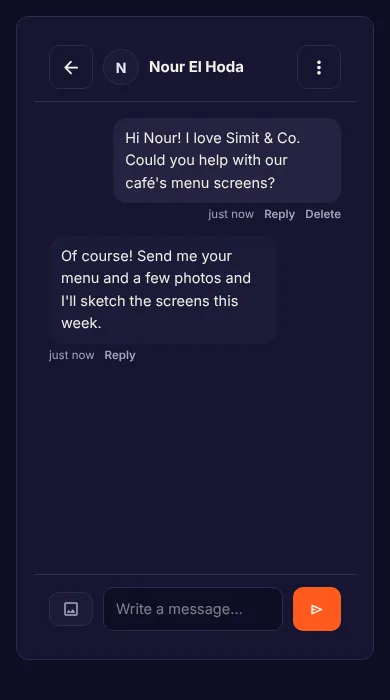 N
Nour El Hoda
Hi Nour! I love Simit & Co.
Could you help with our
café's menu screens?
just now Reply Delete
Of course! Send me your
menu and a few photos and
I'll sketch the screens this
week.
just now Reply
Write a message...